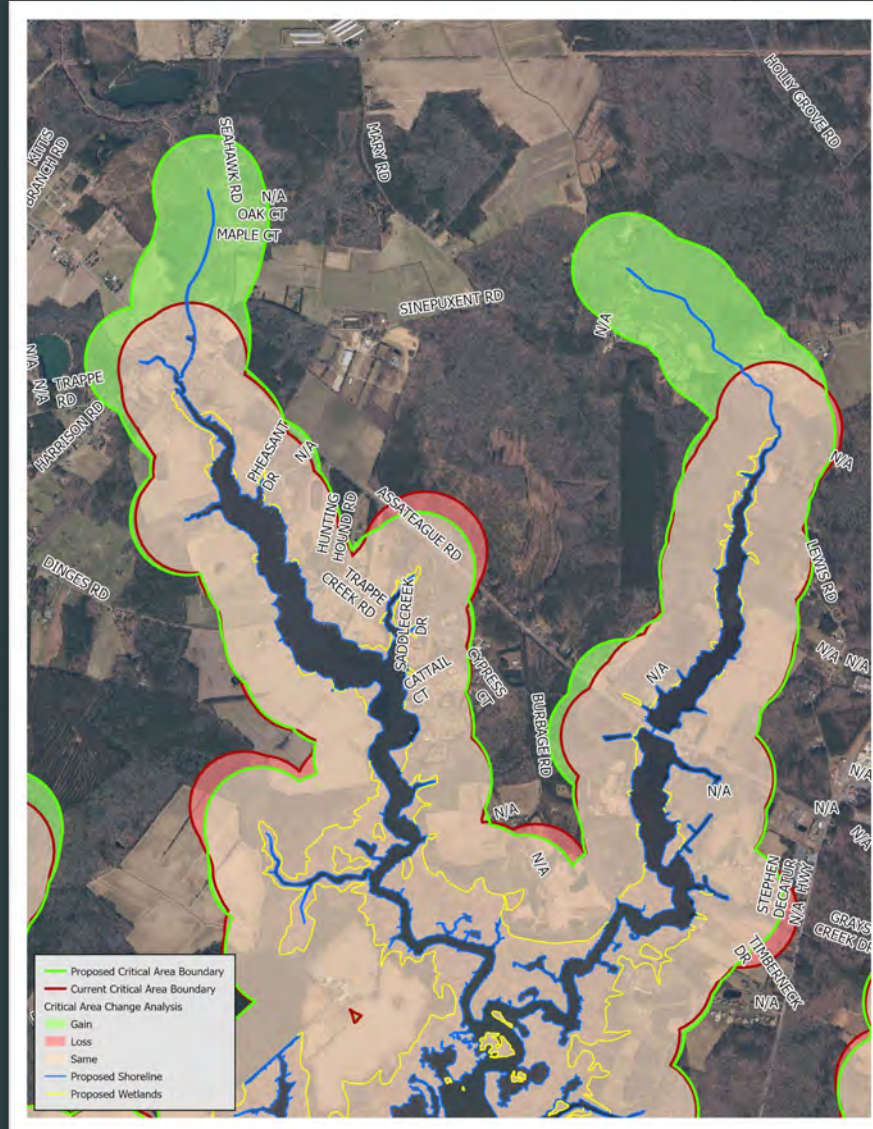 HOLLY GROVE RD
KITTS
BRANCH RD
SEAHAWK RD
MARY RD
N/A
OAK CT
MAPLE CT
SINEPUXENT RD
N/A
N/A
N/A
TRAPPE
RD
HARRISON RD
PHEASANT
DR
N/A
N/A
HUNTING
HOUND RD
ASSATEAGUE RD
DINGES RD
TRAPPE
CREEK RD
SADDLECREEK
DR
LEWIS RD
CATTAIL
CT
CYPRESS
CT
N/A
N/A
N/A
BURBAGE RD
N/A
N/A
N/A
N/A
N/A
N/A
STEPHEN
DECATUR
HWY
N/A
GRAYS
CREEK DR
TIMBERNECK
DR
N/A
Proposed Critical Area Boundary
Current Critical Area Boundary
Critical Area Change Analysis
Gain
Loss
Same
Proposed Shoreline
Proposed Wetlands